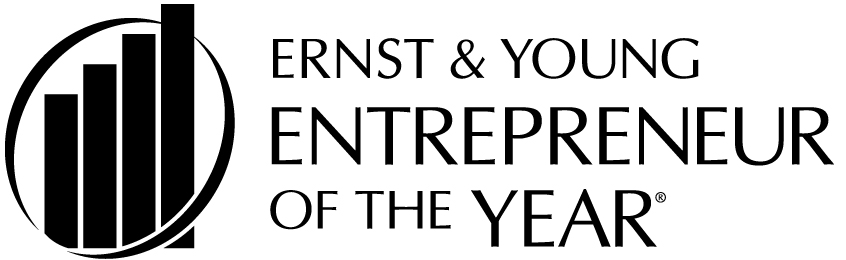 ERNST & YOUNG
ENTREPRENEUR
OF THE YEAR®